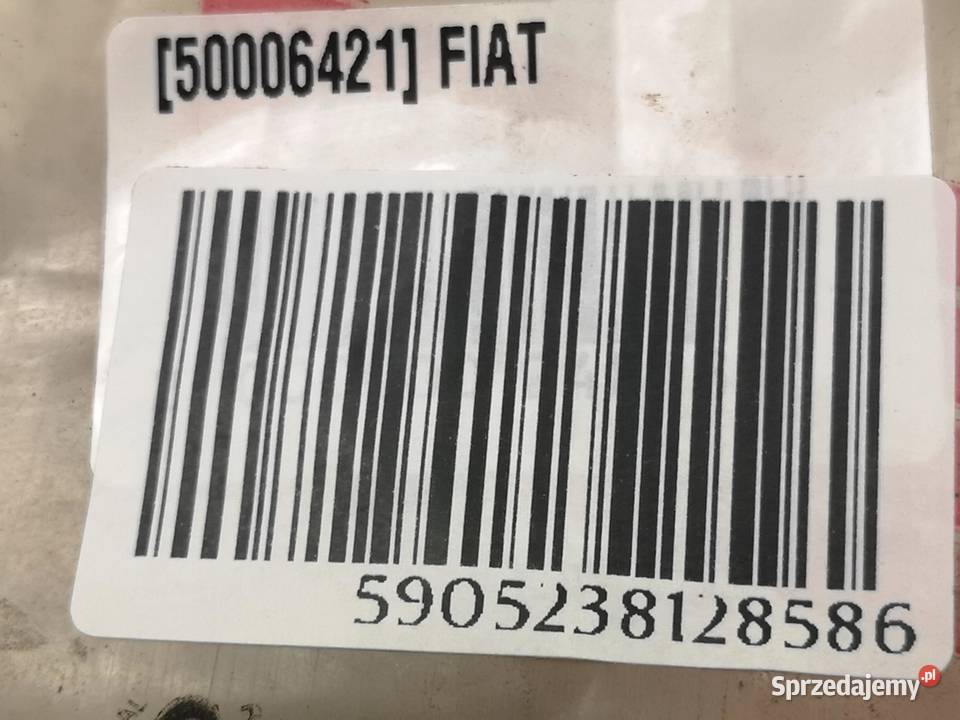 [50006421] FIAT
5905238128586
Sprzedajemy.pl